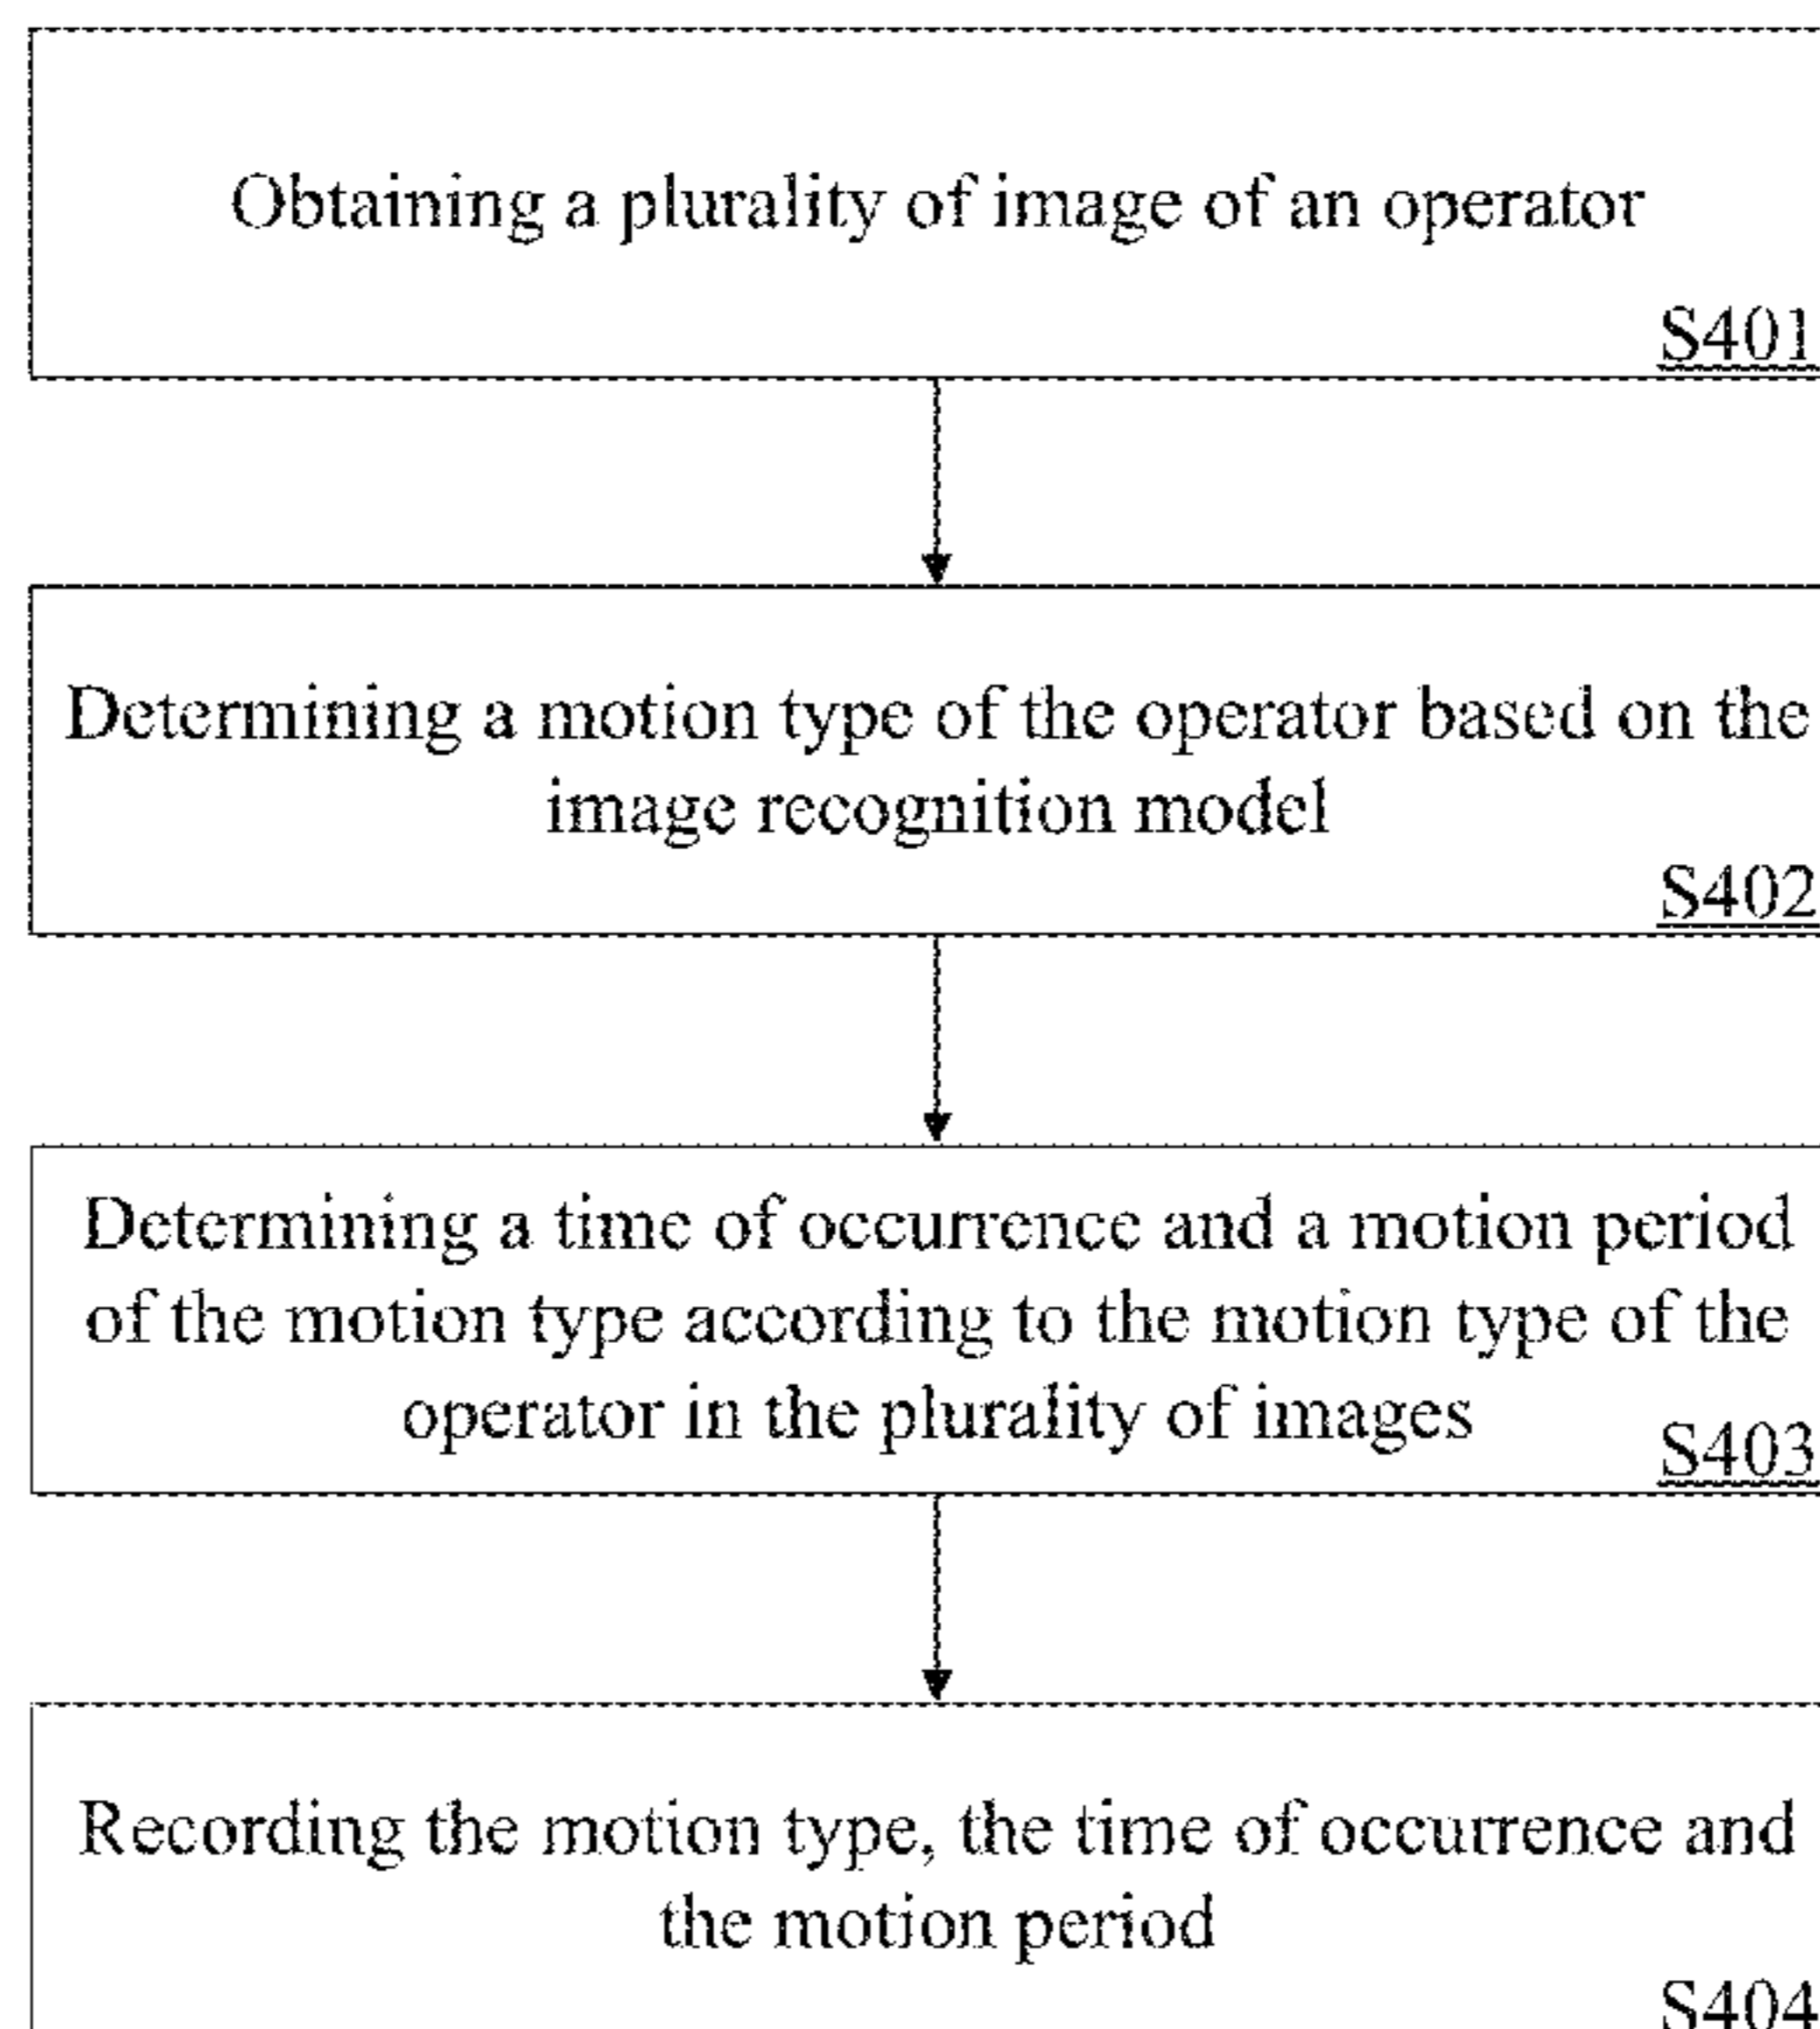 Obtaining a plurality of image of an operator
S401
Determining a motion type of the operator based on the
image recognition model
S402
Determining a time of occurrence and a motion period
of the motion type according to the motion type of the
operator in the plurality of images
S403
Recording the motion type, the time of occurrence and
the motion period
S404